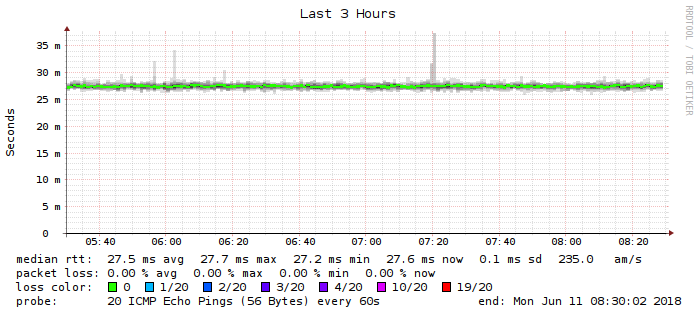 Last 3 Hours
RRDTOOL / TOBI OETIKER
Seconds
35 m
30 m
25 m
20 m
15 m
10 m
5 m
0
05:40 06:00 06:20 06:40 07:00 07:20 07:40 08:00 08:20
median rtt: 27.5 ms avg 27.7 ms max 27.2 ms min 27.6 ms now 0.1 ms sd 235.0 am/s
packet loss: 0.00 % avg 0.00 % max 0.00 % min 0.00 % now
loss color: 0 1/20 2/20 3/20 4/20 10/20 19/20
probe: 20 ICMP Echo Pings (56 Bytes) every 60s end: Mon Jun 11 08:30:02 2018